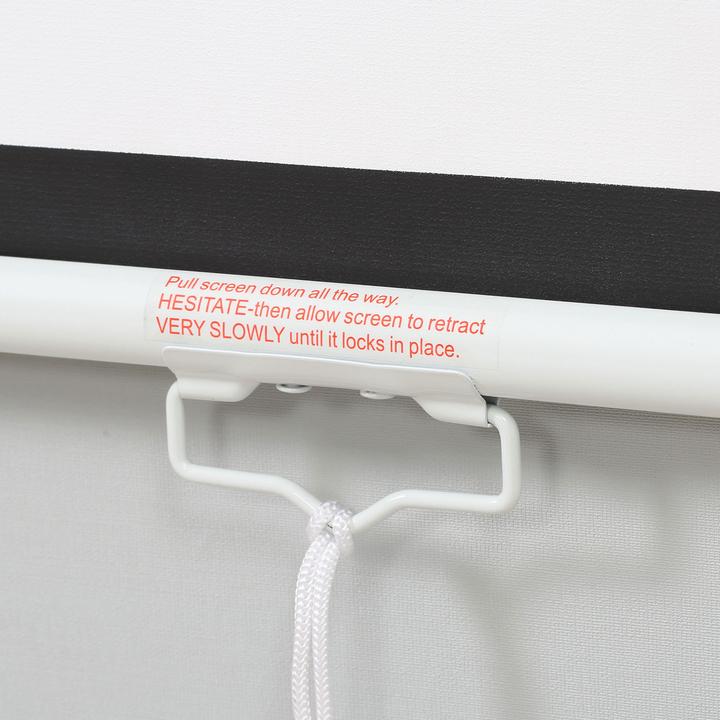 Pull screen down all the way.
HESITATE-then allow screen to retract
VERY SLOWLY until it locks in place.